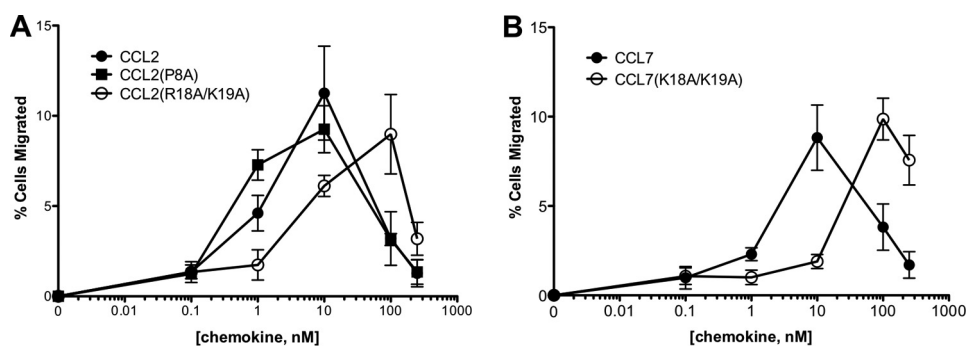 A
15
10
5
0
% Cells Migrated
CCL2
CCL2(P8A)
CCL2(R18A/K19A)
0 0.01 0.1 1 10 100 1000
[chemokine, nM]
B
15
10
5
0
% Cells Migrated
CCL7
CCL7(K18A/K19A)
0 0.01 0.1 1 10 100 1000
[chemokine, nM]